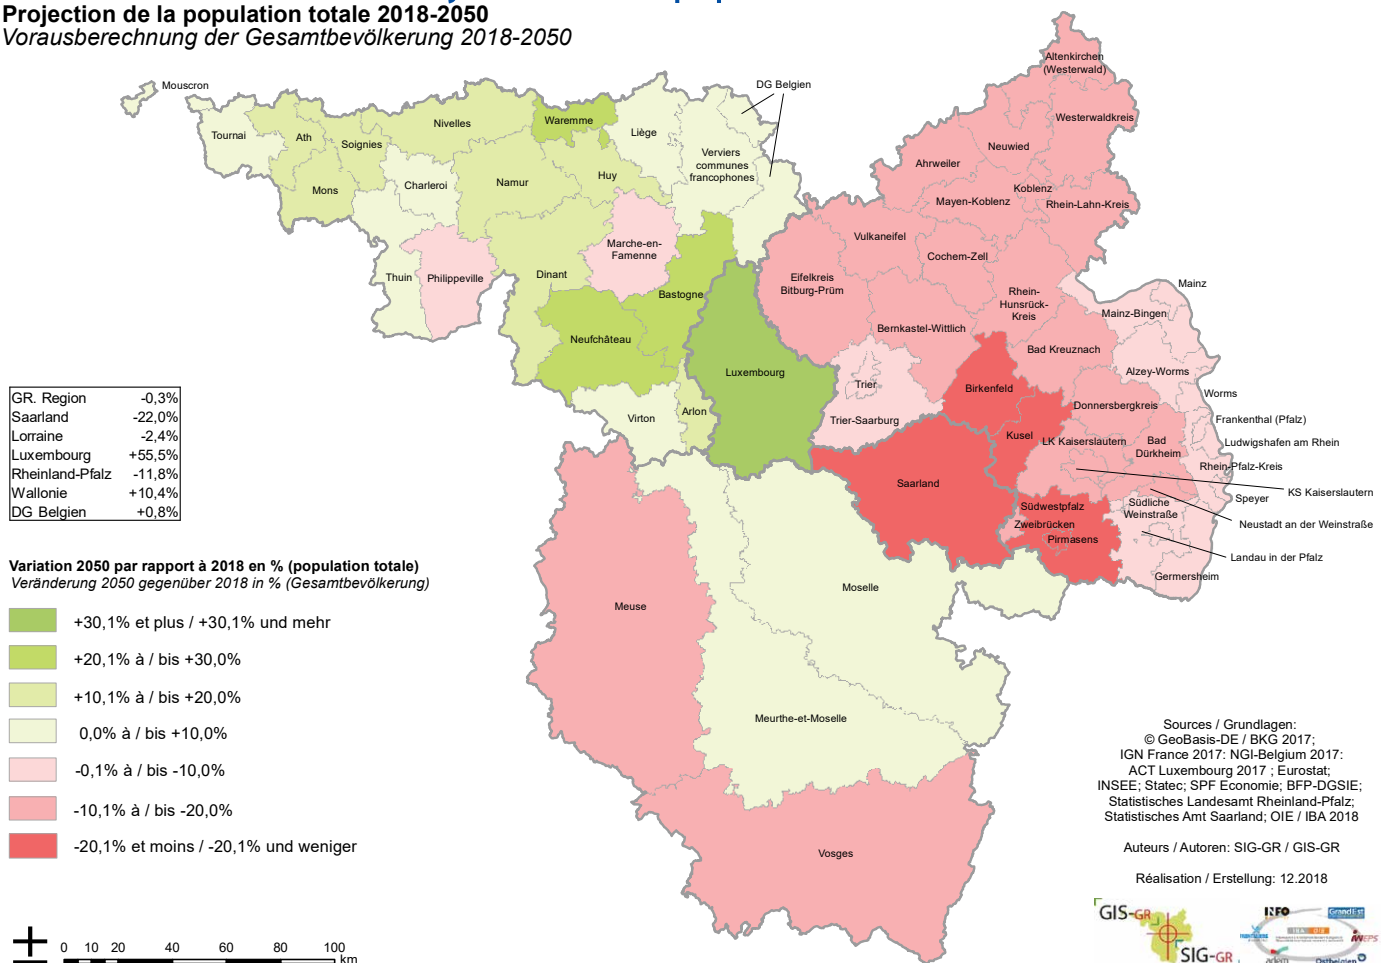 Projection de la population totale 2018-2050
Vorausberechnung der Gesamtbevölkerung 2018-2050
Mouscron
DG Belgien
Altenkirchen
(Westerwald)
Tournai
Ath
Soignies
Nivelles
Waremme
Liège
Westerwaldkreis
Mons
Charleroi
Namur
Huy
Verviers
communes
francophones
Ahrweiler
Neuwied
Koblenz
Mayen-Koblenz
Rhein-Lahn-Kreis
Thuin
Philippeville
Dinant
Marche-en-
Famenne
Vulkaneifel
Cochem-Zell
Eifelkreis
Bitburg-Prüm
Bastogne
Rhein-
Hunsrück-
Kreis
Mainz
Mainz-Bingen
Neufchâteau
Bernkastel-Wittlich
Bad Kreuznach
Luxembourg
Trier
Birkenfeld
Alzey-Worms
Worms
Virton
Arlon
Trier-Saarburg
Donnersbergkreis
Frankenthal (Pfalz)
Kusel
LK Kaiserslautern
Bad
Dürkheim
Ludwigshafen am Rhein
Rhein-Pfalz-Kreis
Saarland
KS Kaiserslautern
Speyer
Südwestpfalz
Südliche
Weinstraße
Zweibrücken
Neustadt an der Weinstraße
Pirmasens
Landau in der Pfalz
Germersheim
Meuse
Moselle
Meurthe-et-Moselle
Vosges
GR. Region -0,3%
Saarland -22,0%
Lorraine -2,4%
Luxembourg +55,5%
Rheinland-Pfalz -11,8%
Wallonie +10,4%
DG Belgien +0,8%
Variation 2050 par rapport à 2018 en % (population totale)
Veränderung 2050 gegenüber 2018 in % (Gesamtbevölkerung)
+30,1% et plus / +30,1% und mehr
+20,1% à / bis +30,0%
+10,1% à / bis +20,0%
0,0% à / bis +10,0%
-0,1% à / bis -10,0%
-10,1% à / bis -20,0%
-20,1% et moins / -20,1% und weniger
0 10 20 40 60 80 100
km
Sources / Grundlagen:
© GeoBasis-DE / BKG 2017;
IGN France 2017: NGI-Belgium 2017:
ACT Luxembourg 2017 ; Eurostat;
INSEE; Statec; SPF Economie; BFP-DGSIE;
Statistisches Landesamt Rheinland-Pfalz;
Statistisches Amt Saarland; OIE / IBA 2018
Auteurs / Autoren: SIG-GR / GIS-GR
Réalisation / Erstellung: 12.2018
GIS-GR
SIG-GR
INFO
GrandEst
IBA OIE
Ostbelgien